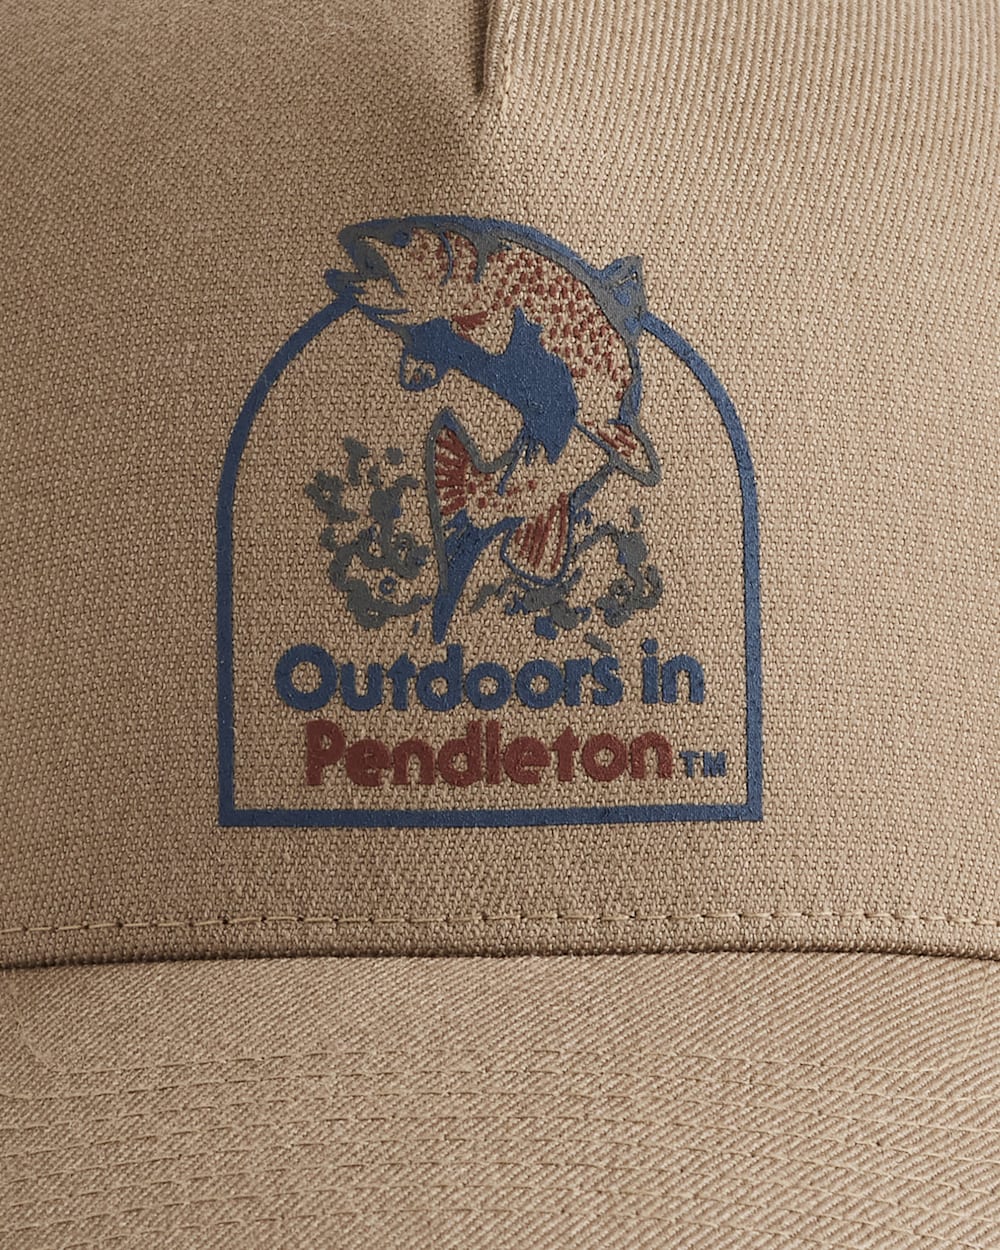 Outdoors in
Pendleton™